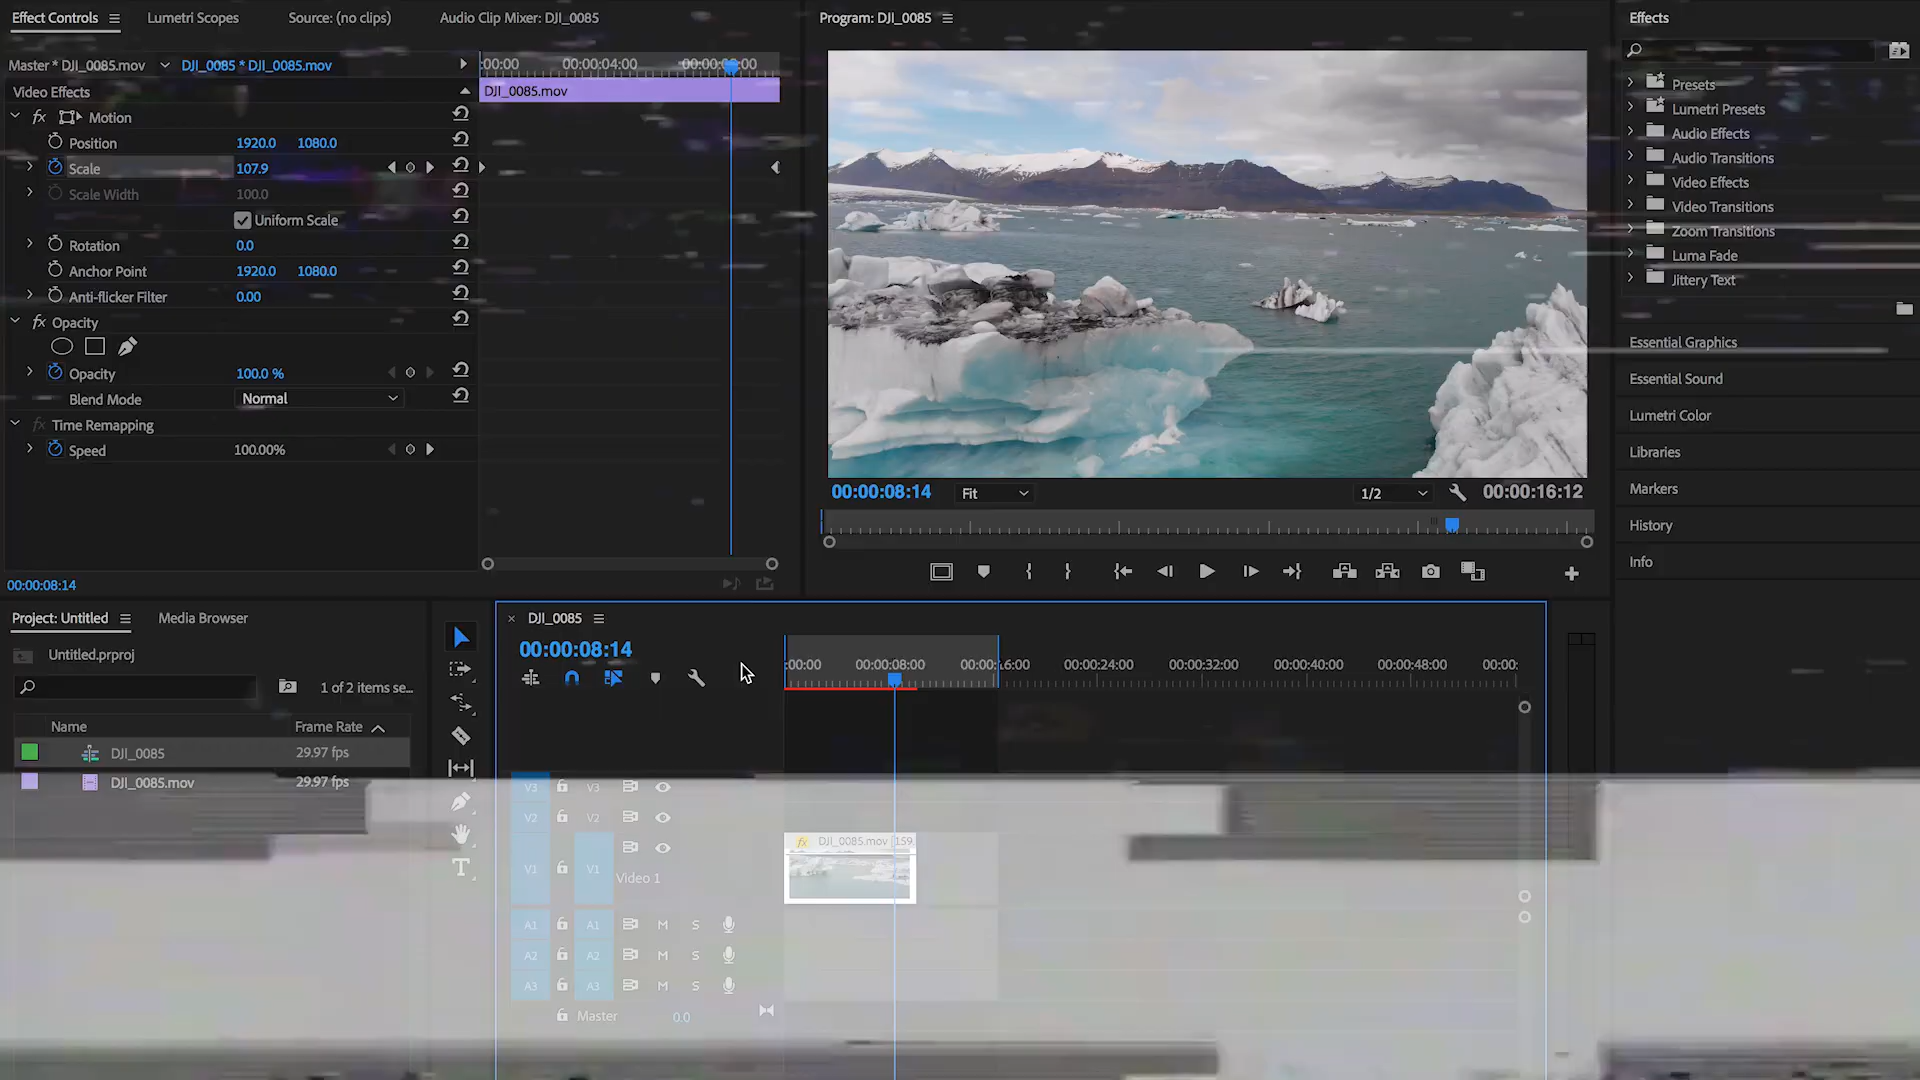 Effect Controls
Lumetri Scopes
Source: (no clips)
Audio Clip Mixer: DJI_0085
Master * DJI_0085.mov
DJI_0085 * DJI_0085.mov
:00:00
00:00:04:00
DJI_0085.mov
Video Effects
fx Motion
Position 1920.0 1080.0
Scale 107.9
Scale Width 100.0
Uniform Scale
Rotation 0.0
Anchor Point 1920.0 1080.0
Anti-flicker Filter 0.00
fx Opacity
Opacity 100.0 %
Blend Mode Normal
fx Time Remapping
Speed 100.00%
00:00:08:14
Program: DJI_0085
00:00:08:14
Fit
1/2
00:00:16:12
Effects
Presets
Lumetri Presets
Audio Effects
Audio Transitions
Video Effects
Video Transitions
Zoom Transitions
Luma Fade
Jittery Text
Essential Graphics
Essential Sound
Lumetri Color
Libraries
Markers
History
Info
Project: Untitled
Media Browser
Untitled.prproj
1 of 2 items se...
Name
Frame Rate
DJI_0085 29.97 fps
DJI_0085.mov 29.97 fps
T
DJI_0085
00:00:08:14
:00:00
00:00:08:00
00:00:16:00
00:00:24:00
00:00:32:00
00:00:40:00
00:00:48:00
00:00:
V3 V3
V2 V2
V1 V1
Video 1
fx DJI_0085.mov [159
A1 A1 M S
A2 A2 M S
A3 A3 M S
Master 0.0